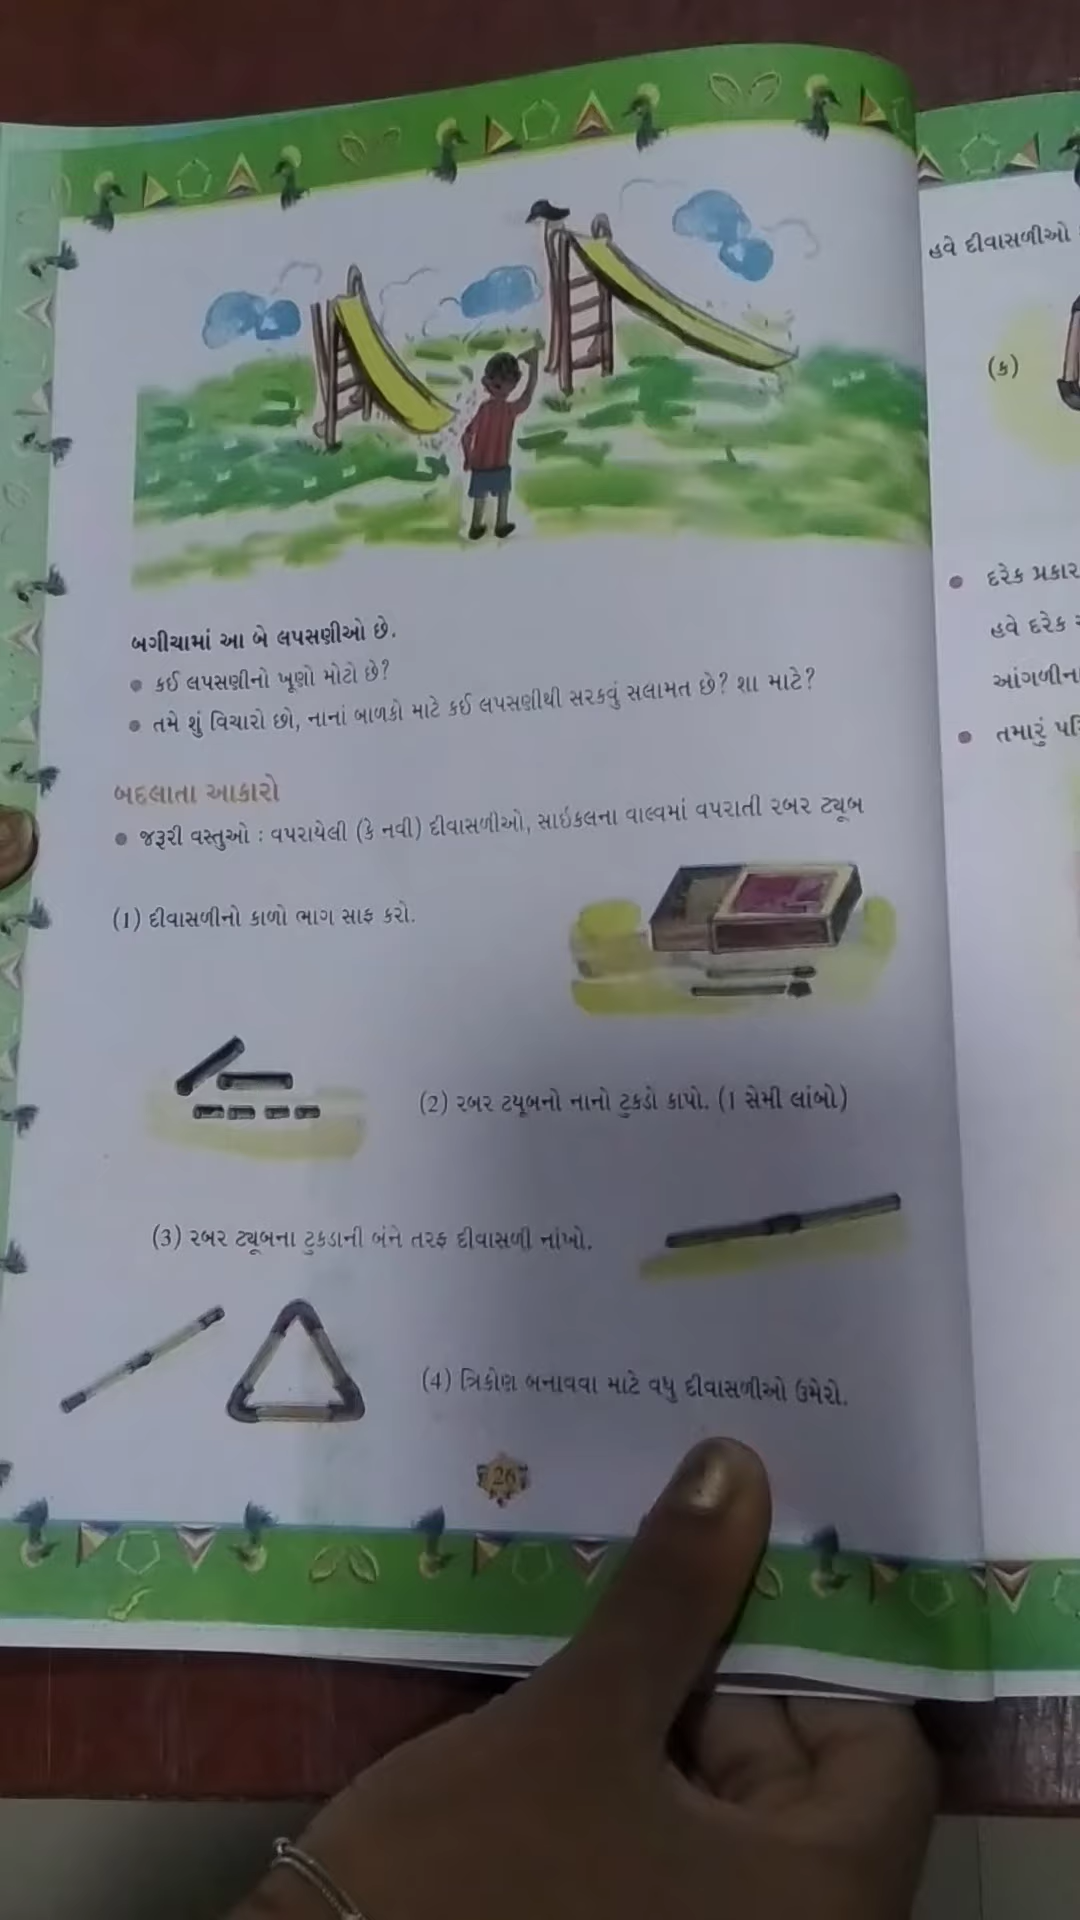 બગીચામાં આ બે લપસણીઓ છે.
કઈ લપસણીનો ખૂણો મોટો છે?
તમે શું વિચારો છો, નાનાં બાળકો માટે કઈ લપસણીથી સરકવું સલામત છે? શા માટે?
બદલાતા આકારો
જરૂરી વસ્તુઓ : વપરાયેલી (કે નવી) દીવાસળીઓ, સાઇકલના વાલ્વમાં વપરાતી રબર ટ્યૂબ
(1) દીવાસળીનો કાળો ભાગ સાફ કરો.
(2) રબર ટ્યૂબનો નાનો ટુકડો કાપો. (1 સેમી લાંબો)
(3) રબર ટ્યૂબના ટુકડાની બંને તરફ દીવાસળી નાંખો.
(4) ત્રિકોણ બનાવવા માટે વધુ દીવાસળીઓ ઉમેરો.
26
હવે દીવાસળીઓ
(ક)
દરેક પ્રકાર
હવે દરેક
આંગળીના
તમારું